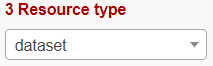 3 Resource type
dataset